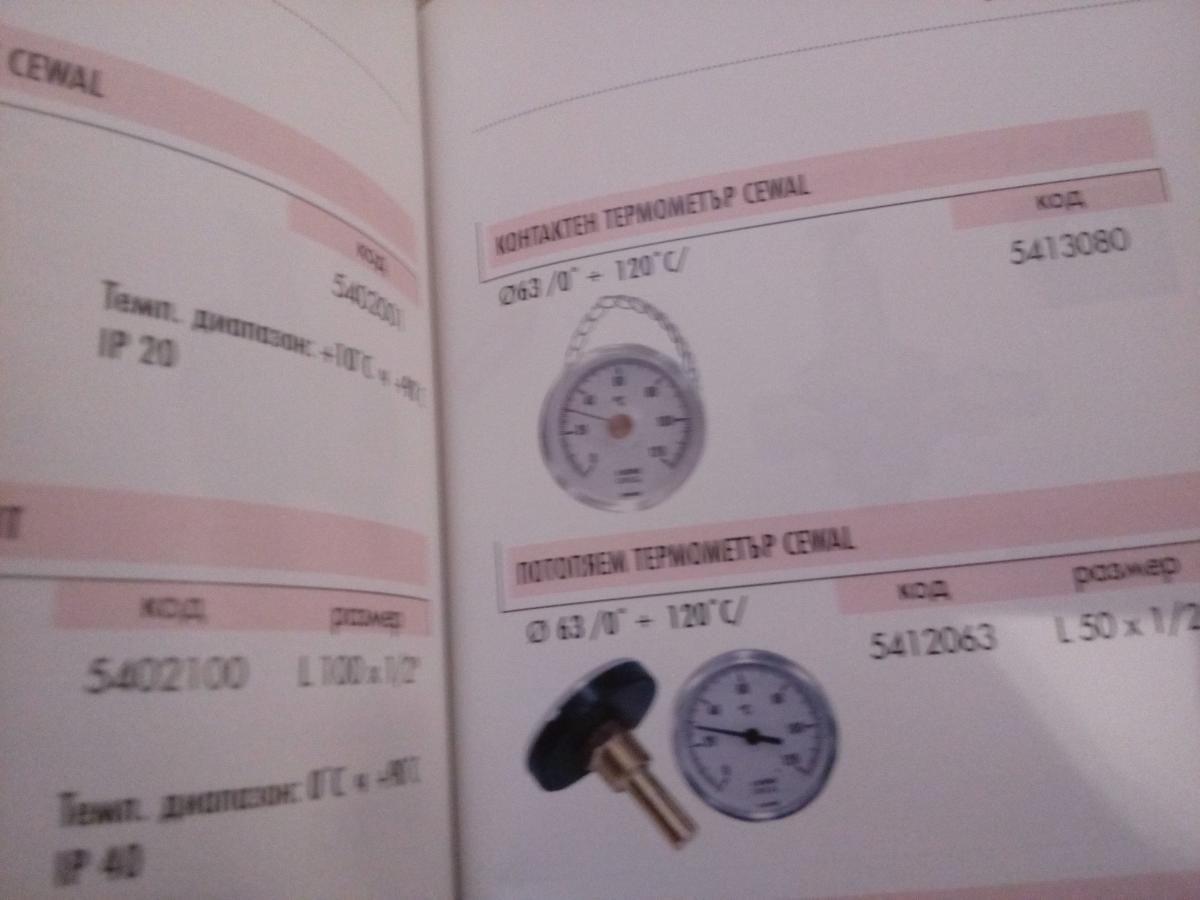 CEWAL
код
5402001
Темп. диапазон: +10°C ÷ +90°C
IP 20
код размер
5402100 L 100 x 1/2"
Темп. диапазон: 0°C ÷ +90°C
IP 40
КОНТАКТЕН ТЕРМОМЕТЪР CEWAL
код
Ø63 /0° ÷ 120°C/
5413080
ПОТОПЯЕМ ТЕРМОМЕТЪР CEWAL
код размер
Ø 63 /0° ÷ 120°C/
5412063 L 50 x 1/2